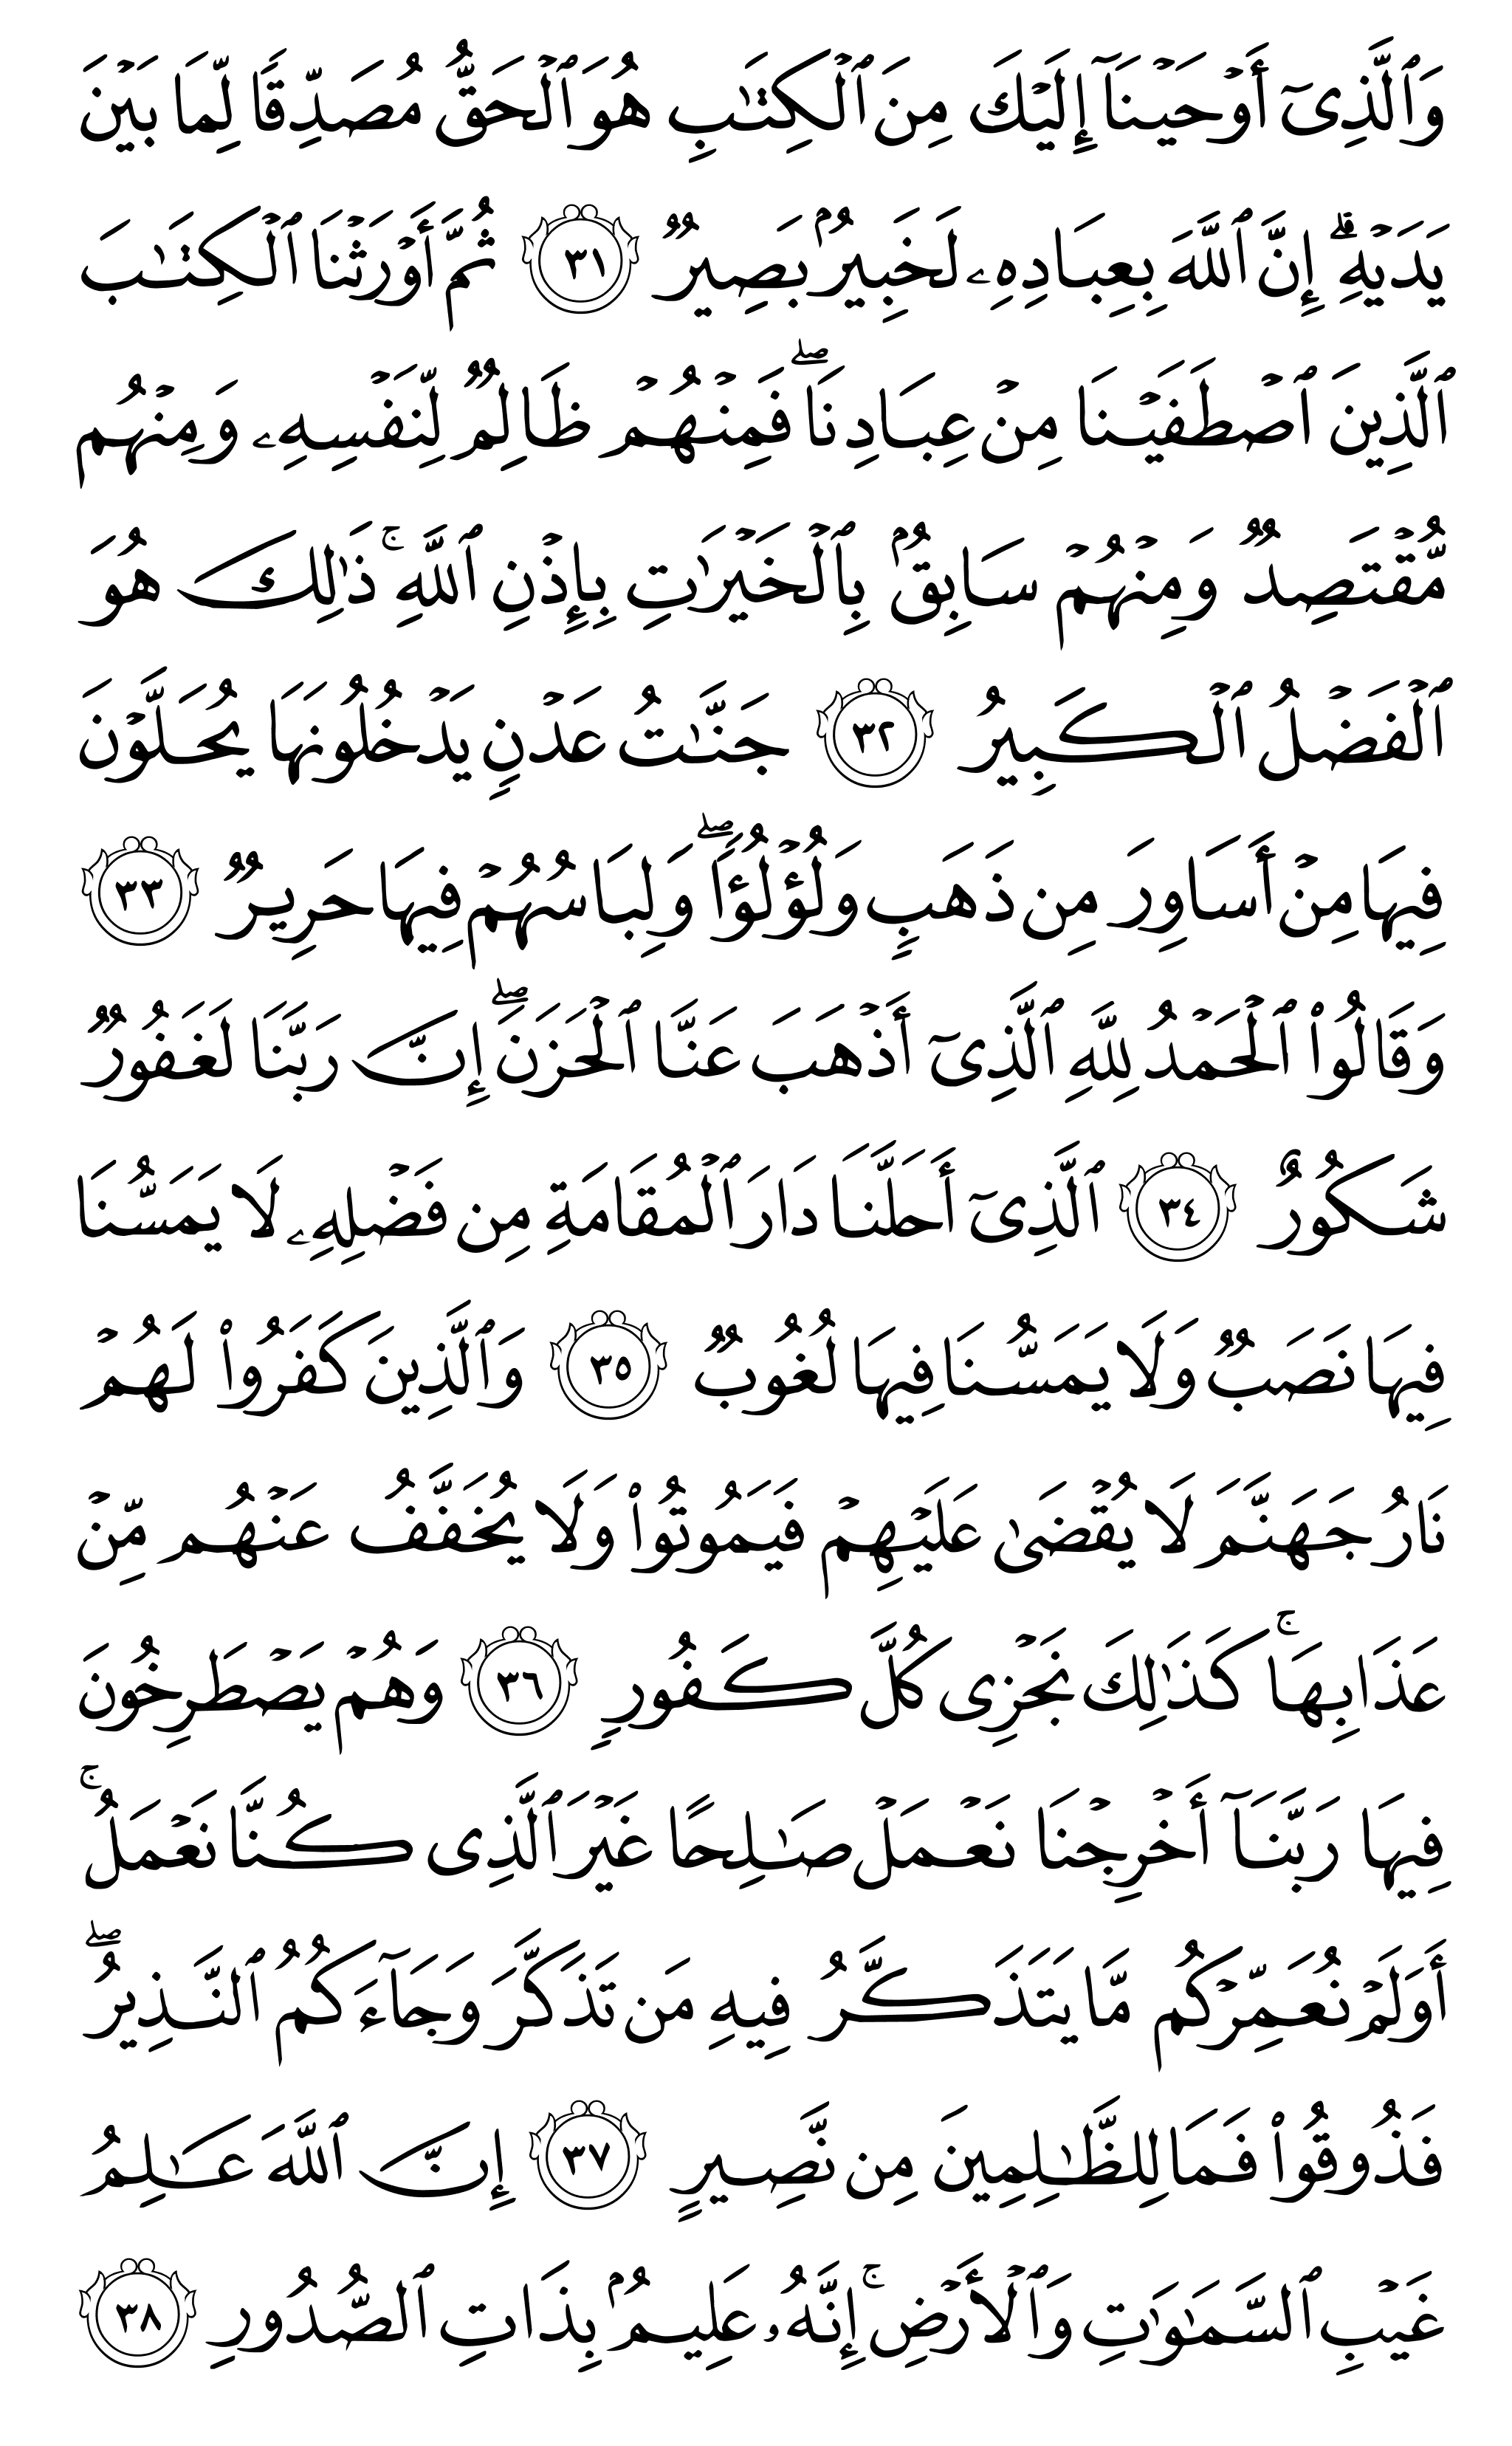 وَٱلَّذِىٓ أَوْحَيْنَآ إِلَيْكَ مِنَ ٱلْكِتَٰبِ هُوَ ٱلْحَقُّ مُصَدِّقًا لِّمَا بَيْنَ
يَدَيْهِ ۗ إِنَّ ٱللَّهَ بِعِبَادِهِۦ لَخَبِيرٌۢ بَصِيرٌ ٣١ ثُمَّ أَوْرَثْنَا ٱلْكِتَٰبَ
ٱلَّذِينَ ٱصْطَفَيْنَا مِنْ عِبَادِنَا ۖ فَمِنْهُمْ ظَالِمٌ لِّنَفْسِهِۦ وَمِنْهُم
مُّقْتَصِدٌ وَمِنْهُمْ سَابِقٌۢ بِٱلْخَيْرَٰتِ بِإِذْنِ ٱللَّهِ ۚ ذَٰلِكَ هُوَ
ٱلْفَضْلُ ٱلْكَبِيرُ ٣٢ جَنَّٰتُ عَدْنٍ يَدْخُلُونَهَا يُحَلَّوْنَ
فِيهَا مِنْ أَسَاوِرَ مِن ذَهَبٍ وَلُؤْلُؤًا ۖ وَلِبَاسُهُمْ فِيهَا حَرِيرٌ ٣٣
وَقَالُوا۟ ٱلْحَمْدُ لِلَّهِ ٱلَّذِىٓ أَذْهَبَ عَنَّا ٱلْحَزَنَ ۖ إِنَّ رَبَّنَا لَغَفُورٌ
شَكُورٌ ٣٤ ٱلَّذِىٓ أَحَلَّنَا دَارَ ٱلْمُقَامَةِ مِن فَضْلِهِۦ لَا يَمَسُّنَا
فِيهَا نَصَبٌ وَلَا يَمَسُّنَا فِيهَا لُغُوبٌ ٣٥ وَٱلَّذِينَ كَفَرُوا۟ لَهُمْ
نَارُ جَهَنَّمَ لَا يُقْضَىٰ عَلَيْهِمْ فَيَمُوتُوا۟ وَلَا يُخَفَّفُ عَنْهُم مِّنْ
عَذَابِهَا ۚ كَذَٰلِكَ نَجْزِى كُلَّ كَفُورٍ ٣٦ وَهُمْ يَصْطَرِخُونَ
فِيهَا رَبَّنَآ أَخْرِجْنَا نَعْمَلْ صَٰلِحًا غَيْرَ ٱلَّذِى كُنَّا نَعْمَلُ ۚ
أَوَلَمْ نُعَمِّرْكُم مَّا يَتَذَكَّرُ فِيهِ مَن تَذَكَّرَ وَجَآءَكُمُ ٱلنَّذِيرُ ۖ
فَذُوقُوا۟ فَمَا لِلظَّٰلِمِينَ مِن نَّصِيرٍ ٣٧ إِنَّ ٱللَّهَ عَٰلِمُ
غَيْبِ ٱلسَّمَٰوَٰتِ وَٱلْأَرْضِ ۚ إِنَّهُۥ عَلِيمٌۢ بِذَاتِ ٱلصُّدُورِ ٣٨